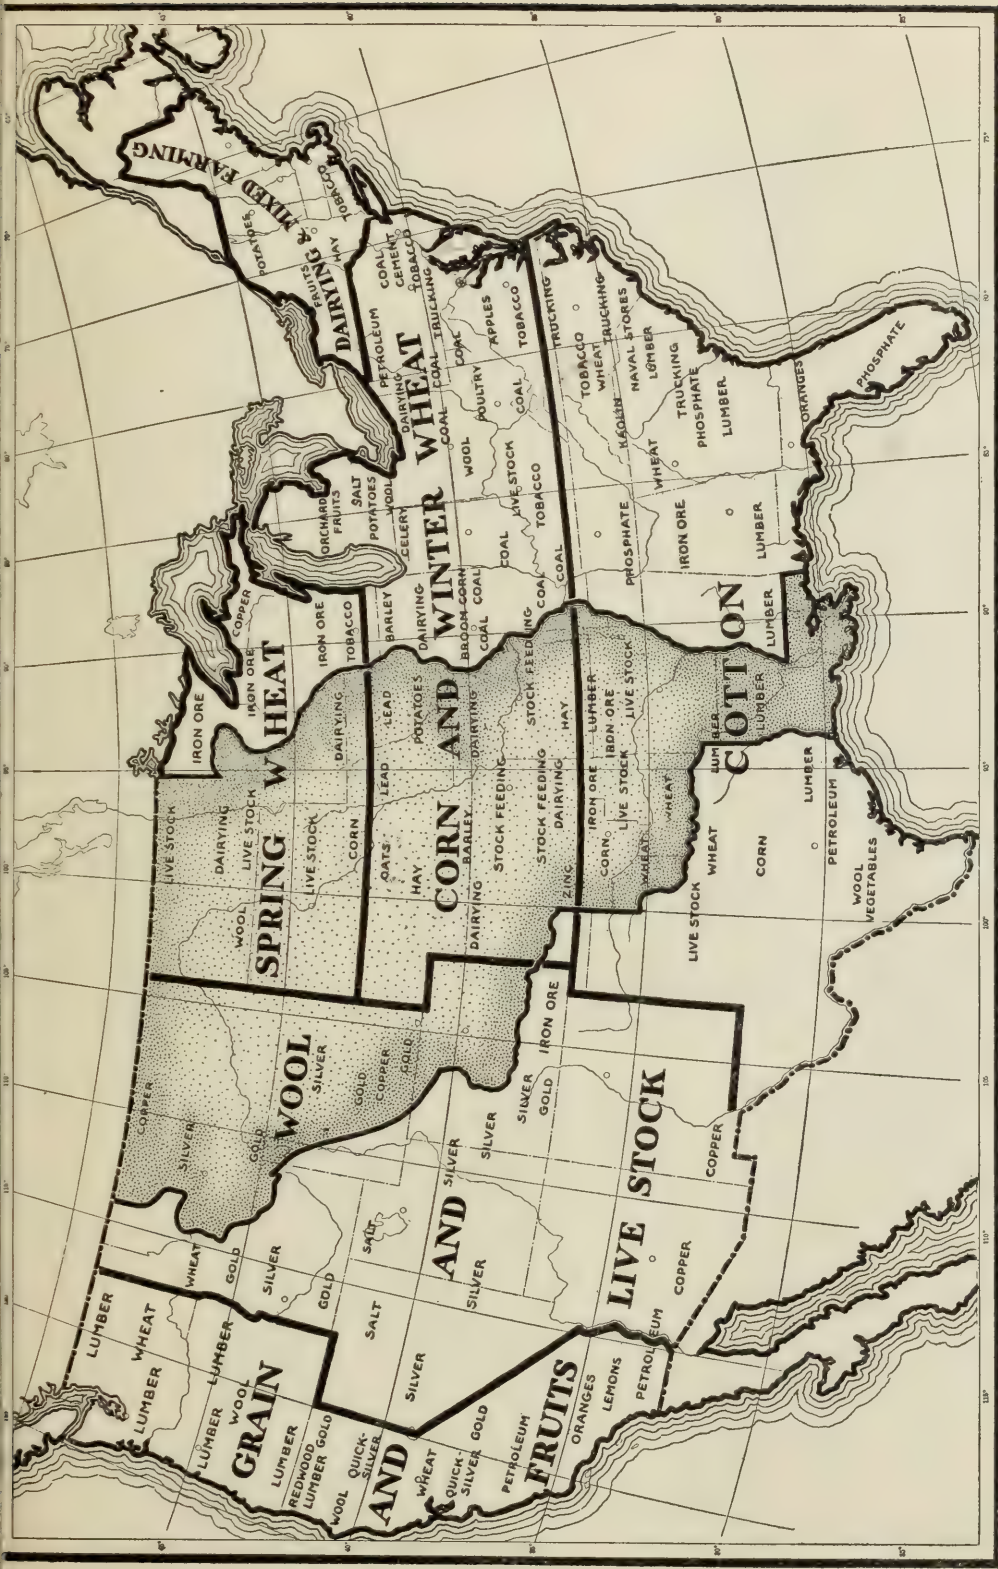 LUMBER
WHEAT
LUMBER
LUMBER
LUMBER
WOOL
GRAIN
LUMBER
REDWOOD
LUMBER
GOLD
WOOL
QUICK-
SILVER
AND
WHEAT
QUICK-
SILVER
GOLD
PETROLEUM
FRUITS
ORANGES
LEMONS
PETROLEUM
WHEAT
GOLD
SILVER
GOLD
SALT
SALT
SILVER
SILVER
AND
SILVER
SILVER
SILVER
GOLD
IRON ORE
LIVE STOCK
COPPER
COPPER
COPPER
SILVER
GOLD
WOOL
SILVER
GOLD
COPPER
GOLD
LIVE STOCK
DAIRYING
WOOL
LIVE STOCK
SPRING WHEAT
LIVE STOCK
CORN
DAIRYING
IRON ORE
IRON ORE
COPPER
IRON ORE
TOBACCO
OATS
LEAD
LEAD
HAY
POTATOES
CORN AND
WINTER WHEAT
BARLEY
DAIRYING
DAIRYING
STOCK FEEDING
STOCK FEEDING
STOCK FEEDING
DAIRYING
HAY
ZINC
BARLEY
DAIRYING
BROOM CORN
COAL
COAL
COAL
COAL
COAL
ORCHARD
FRUITS
SALT
POTATOES
WOOL
CELERY
DAIRYING
COAL
WOOL
LIVE STOCK
TOBACCO
POULTRY
COAL
PETROLEUM
COAL
TRUCKING
COAL
APPLES
TOBACCO
COAL
CEMENT
TOBACCO
DAIRYING & MIXED FARMING
POTATOES
FRUITS
HAY
TOBACCO
IRON ORE
LUMBER
CORN
LIVE STOCK
IRON ORE
LIVE STOCK
WHEAT
WHEAT
COTTON
LUMBER
LUMBER
LUMBER
LIVE STOCK
WHEAT
CORN
LUMBER
PETROLEUM
WOOL
VEGETABLES
PHOSPHATE
IRON ORE
LUMBER
WHEAT
KAOLIN
TOBACCO
WHEAT
TRUCKING
TRUCKING
NAVAL STORES
LUMBER
TRUCKING
PHOSPHATE
LUMBER
ORANGES
PHOSPHATE